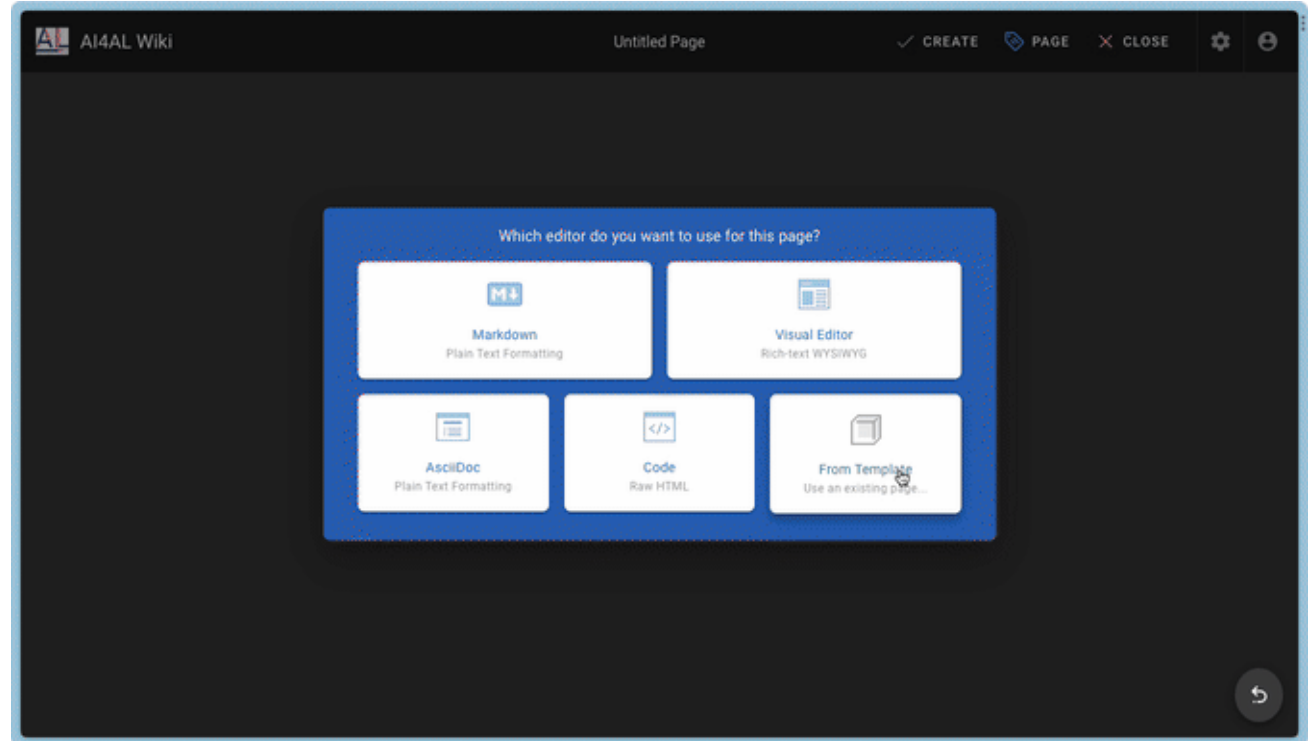 AI4AL Wiki
Untitled Page
CREATE
PAGE
CLOSE
Which editor do you want to use for this page?
Markdown
Plain Text Formatting
Visual Editor
Rich-text WYSIWYG
AsciiDoc
Plain Text Formatting
Code
Raw HTML
From Template
Use an existing page...